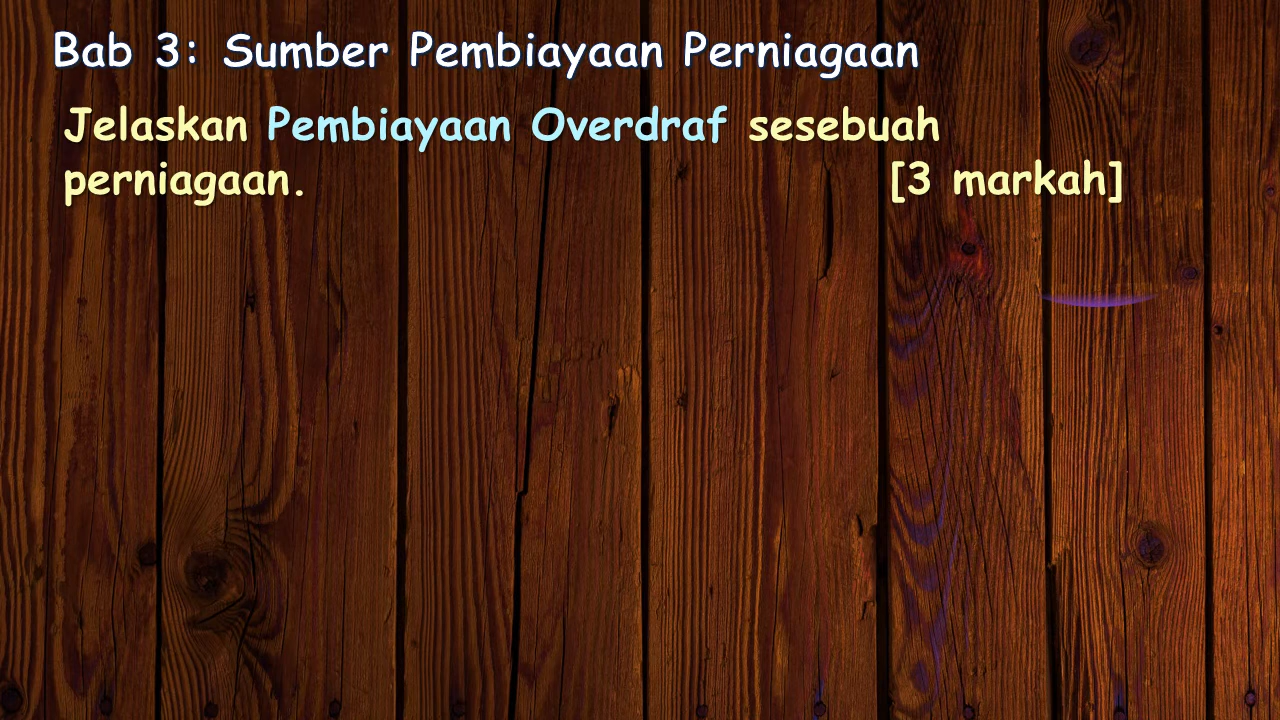 Bab 3: Sumber Pembiayaan Perniagaan
Jelaskan Pembiayaan Overdraf sesebuah
perniagaan. [3 markah]